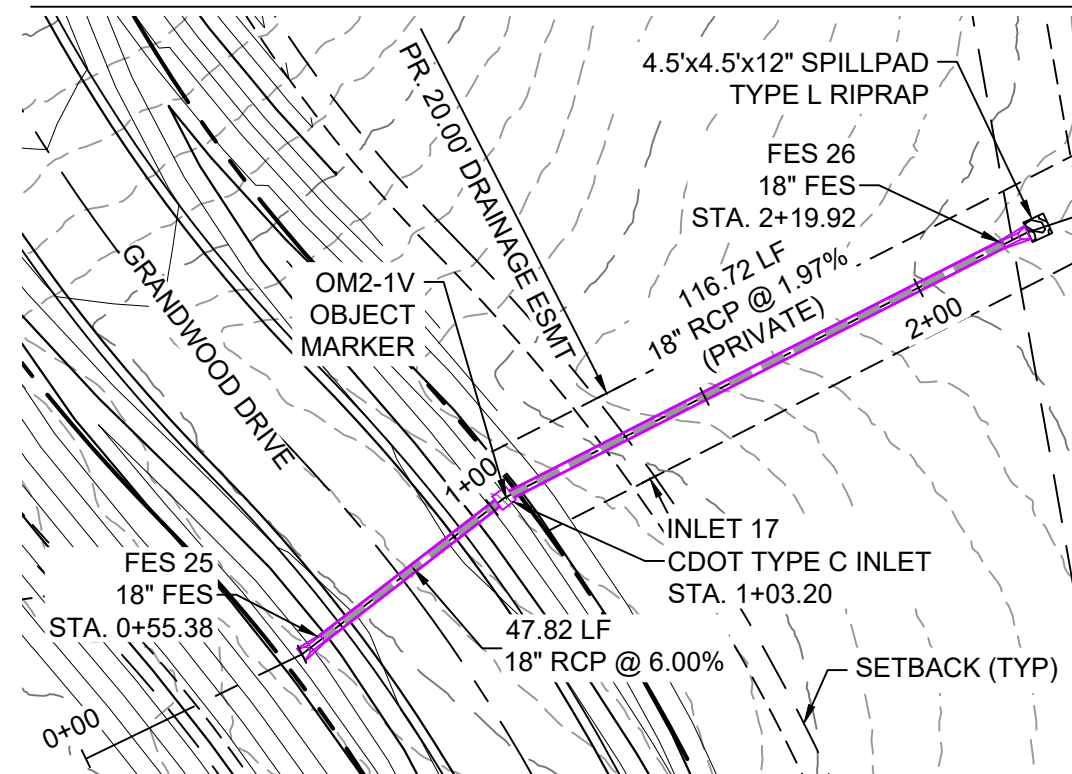 4.5'x4.5'x12" SPILLPAD
TYPE L RIPRAP
PR. 20.00' DRAINAGE ESMT
FES 26
18" FES
STA. 2+19.92
116.72 LF
18" RCP @ 1.97%
(PRIVATE)
2+00
GRANDWOOD DRIVE
OM2-1V
OBJECT
MARKER
1+00
INLET 17
CDOT TYPE C INLET
STA. 1+03.20
FES 25
18" FES
STA. 0+55.38
47.82 LF
18" RCP @ 6.00%
SETBACK (TYP)
0+00